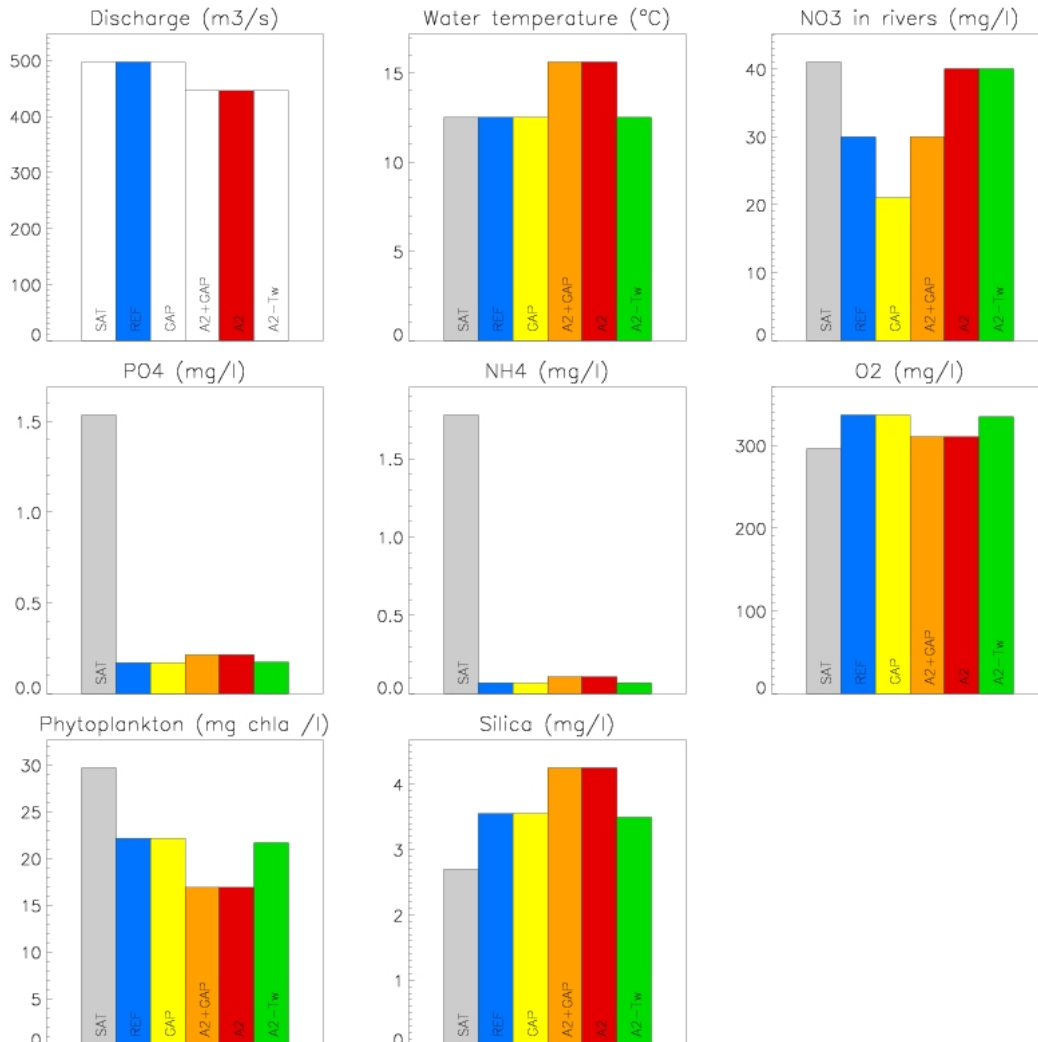 Discharge (m3/s)
500
400
300
200
100
0
SAT
REF
GAP
A2+GAP
A2
A2-Tw
Water temperature (°C)
15
10
5
0
SAT
REF
GAP
A2+GAP
A2
A2-Tw
NO3 in rivers (mg/l)
40
30
20
10
0
SAT
REF
GAP
A2+GAP
A2
A2-Tw
PO4 (mg/l)
1.5
1.0
0.5
0.0
SAT
NH4 (mg/l)
1.5
1.0
0.5
0.0
SAT
O2 (mg/l)
300
200
100
0
SAT
REF
GAP
A2+GAP
A2
A2-Tw
Phytoplankton (mg chla /l)
30
25
20
15
10
5
0
SAT
REF
GAP
A2+GAP
A2
A2-Tw
Silica (mg/l)
4
3
2
1
0
SAT
REF
GAP
A2+GAP
A2
A2-Tw